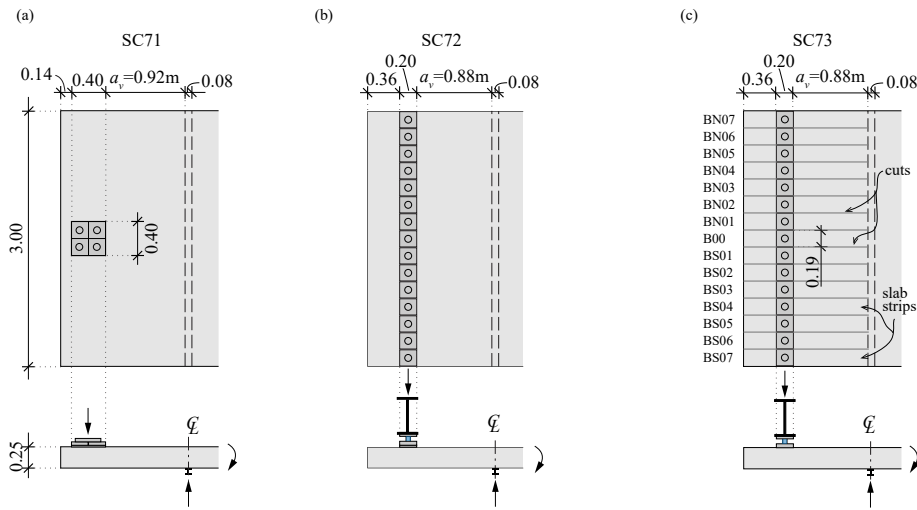 (a)
SC71
0.14 0.40 a_v=0.92m 0.08
3.00
0.40
0.25
℄
(b)
SC72
0.20
0.36 a_v=0.88m 0.08
℄
(c)
SC73
0.20
0.36 a_v=0.88m 0.08
BN07
BN06
BN05
BN04
BN03
BN02
BN01
B00
BS01
BS02
BS03
BS04
BS05
BS06
BS07
cuts
0.19
slab
strips
℄